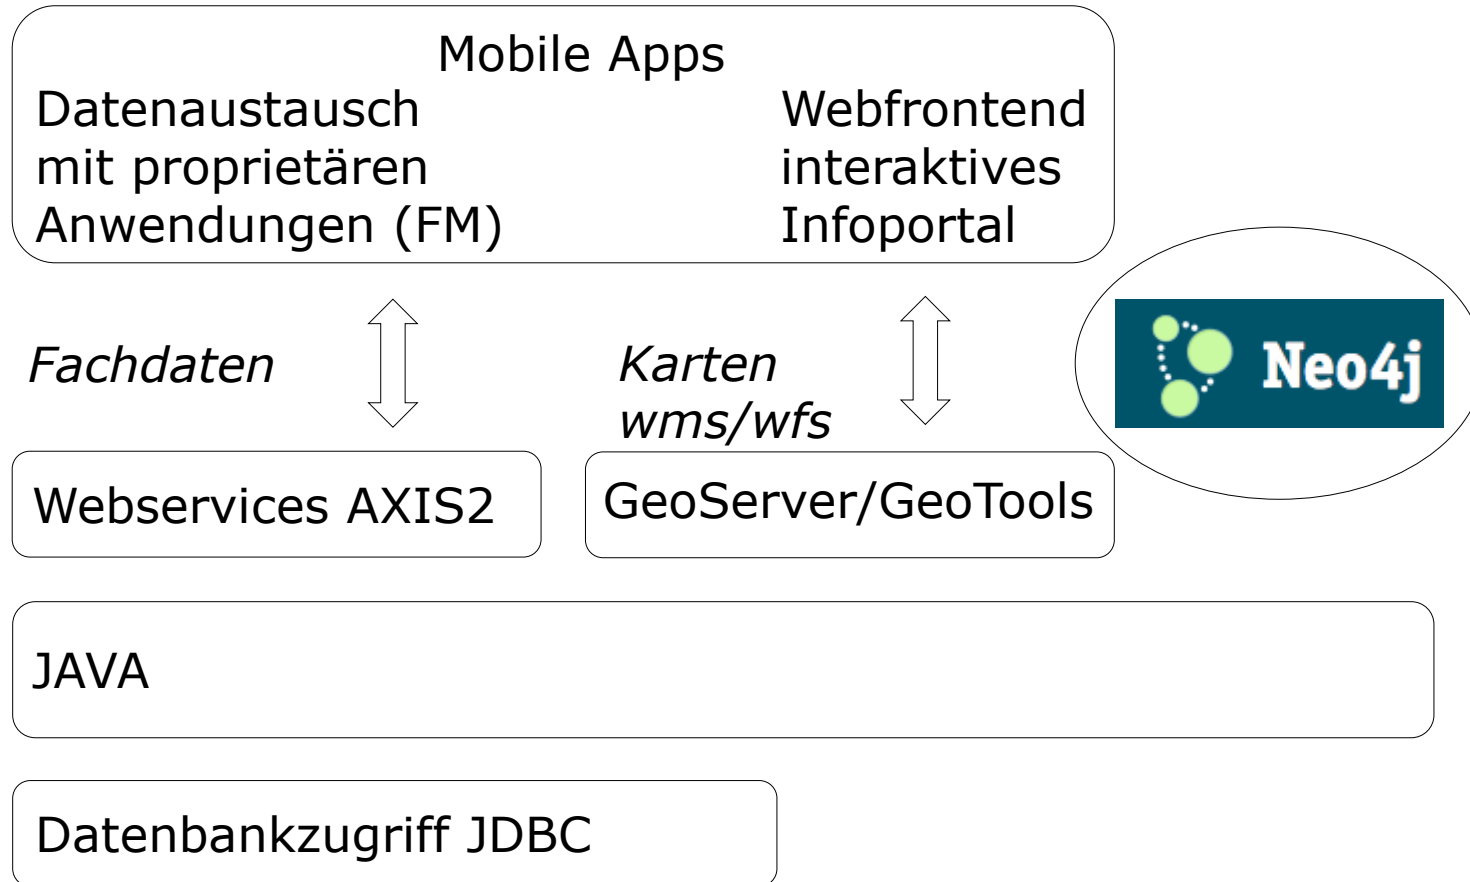 Mobile Apps
Datenaustausch
mit proprietären
Anwendungen (FM)
Webfrontend
interaktives
Infoportal
Fachdaten
Karten
wms/wfs
Neo4j
Webservices AXIS2
GeoServer/GeoTools
JAVA
Datenbankzugriff JDBC